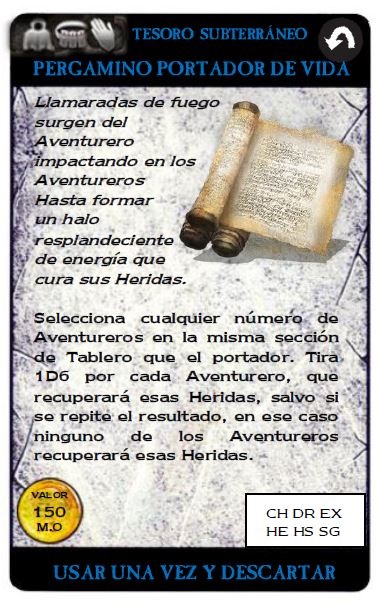 TESORO SUBTERRÁNEO
PERGAMINO PORTADOR DE VIDA
Llamaradas de fuego
surgen del
Aventurero
impactando en los
Aventureros
Hasta formar
un halo
resplandeciente
de energía que
cura sus Heridas.
Selecciona cualquier número de
Aventureros en la misma sección
de Tablero que el portador. Tira
1D6 por cada Aventurero, que
recuperará esas Heridas, salvo si
se repite el resultado, en ese caso
ninguno de los Aventureros
recuperará esas Heridas.
VALOR
150
M.O
CH DR EX
HE HS SG
USAR UNA VEZ Y DESCARTAR